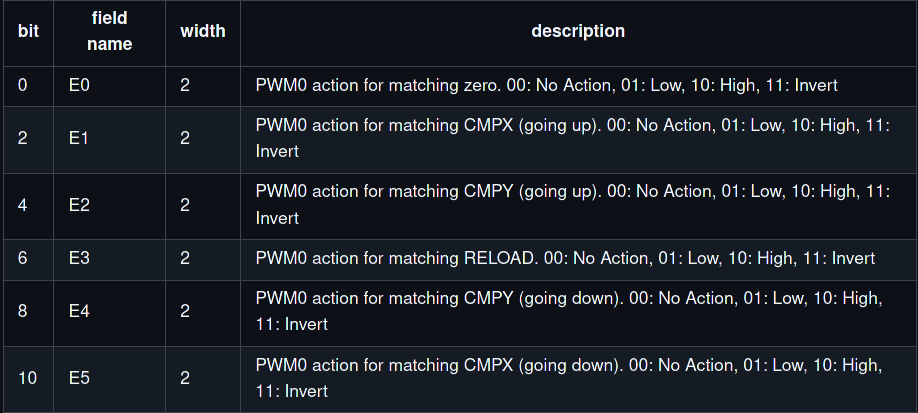 bit field name width description
0 E0 2 PWM0 action for matching zero. 00: No Action, 01: Low, 10: High, 11: Invert
2 E1 2 PWM0 action for matching CMPX (going up). 00: No Action, 01: Low, 10: High, 11:
Invert
4 E2 2 PWM0 action for matching CMPY (going up). 00: No Action, 01: Low, 10: High, 11:
Invert
6 E3 2 PWM0 action for matching RELOAD. 00: No Action, 01: Low, 10: High, 11: Invert
8 E4 2 PWM0 action for matching CMPY (going down). 00: No Action, 01: Low, 10: High,
11: Invert
10 E5 2 PWM0 action for matching CMPX (going down). 00: No Action, 01: Low, 10: High,
11: Invert